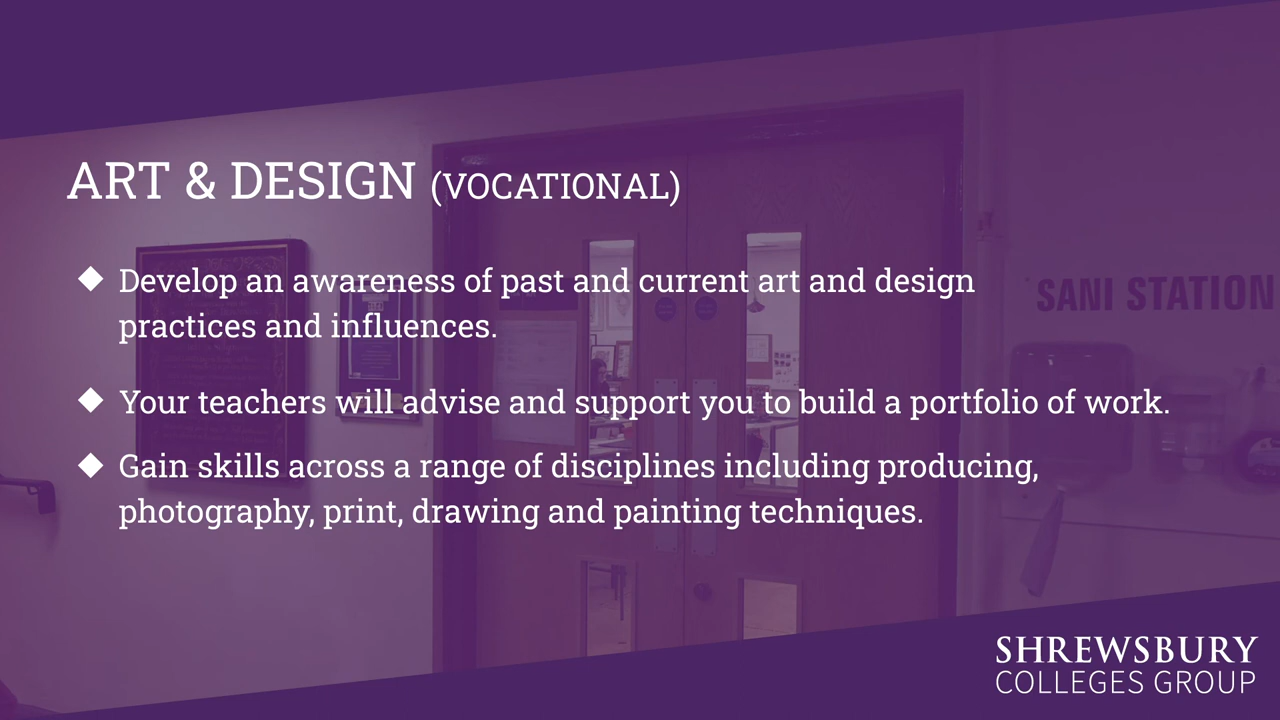 ART & DESIGN (VOCATIONAL)
◆ Develop an awareness of past and current art and design
practices and influences.
◆ Your teachers will advise and support you to build a portfolio of work.
◆ Gain skills across a range of disciplines including producing,
photography, print, drawing and painting techniques.
SANI STATION
SHREWSBURY
COLLEGES GROUP